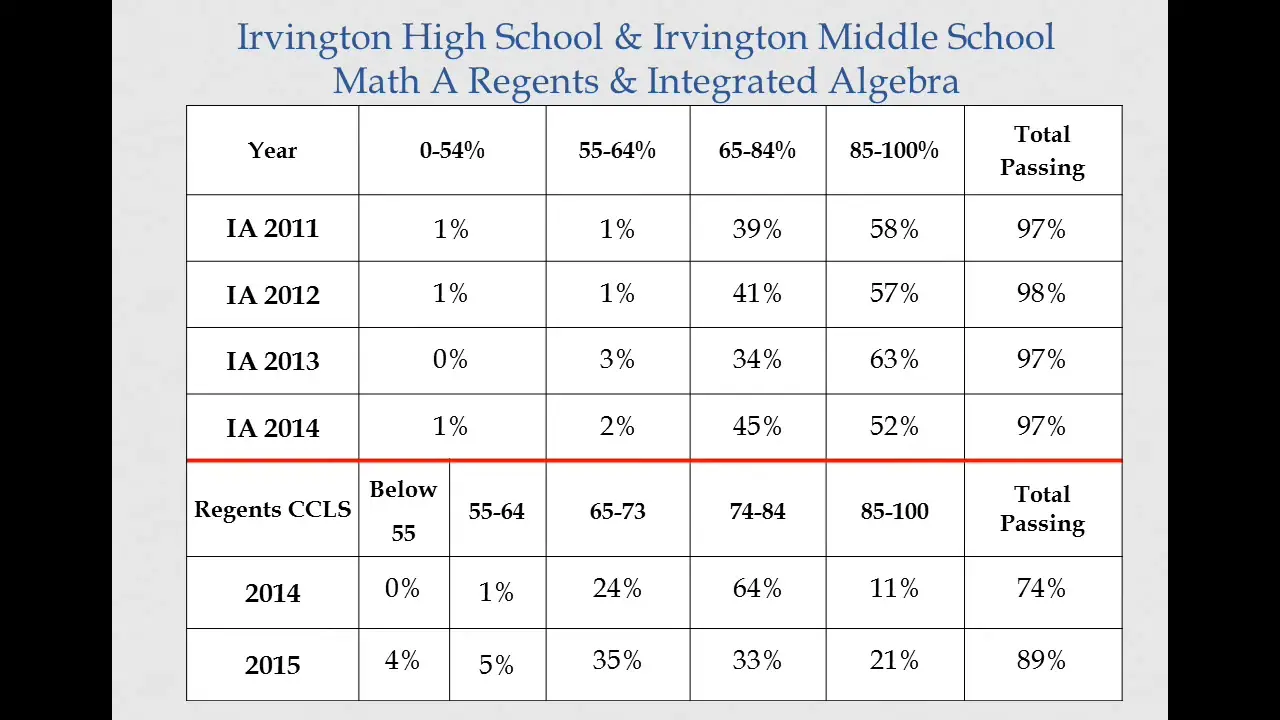 Irvington High School & Irvington Middle School
Math A Regents & Integrated Algebra
Year 0-54% 55-64% 65-84% 85-100% Total Passing
IA 2011 1% 1% 39% 58% 97%
IA 2012 1% 1% 41% 57% 98%
IA 2013 0% 3% 34% 63% 97%
IA 2014 1% 2% 45% 52% 97%
Regents CCLS Below 55 55-64 65-73 74-84 85-100 Total Passing
2014 0% 1% 24% 64% 11% 74%
2015 4% 5% 35% 33% 21% 89%